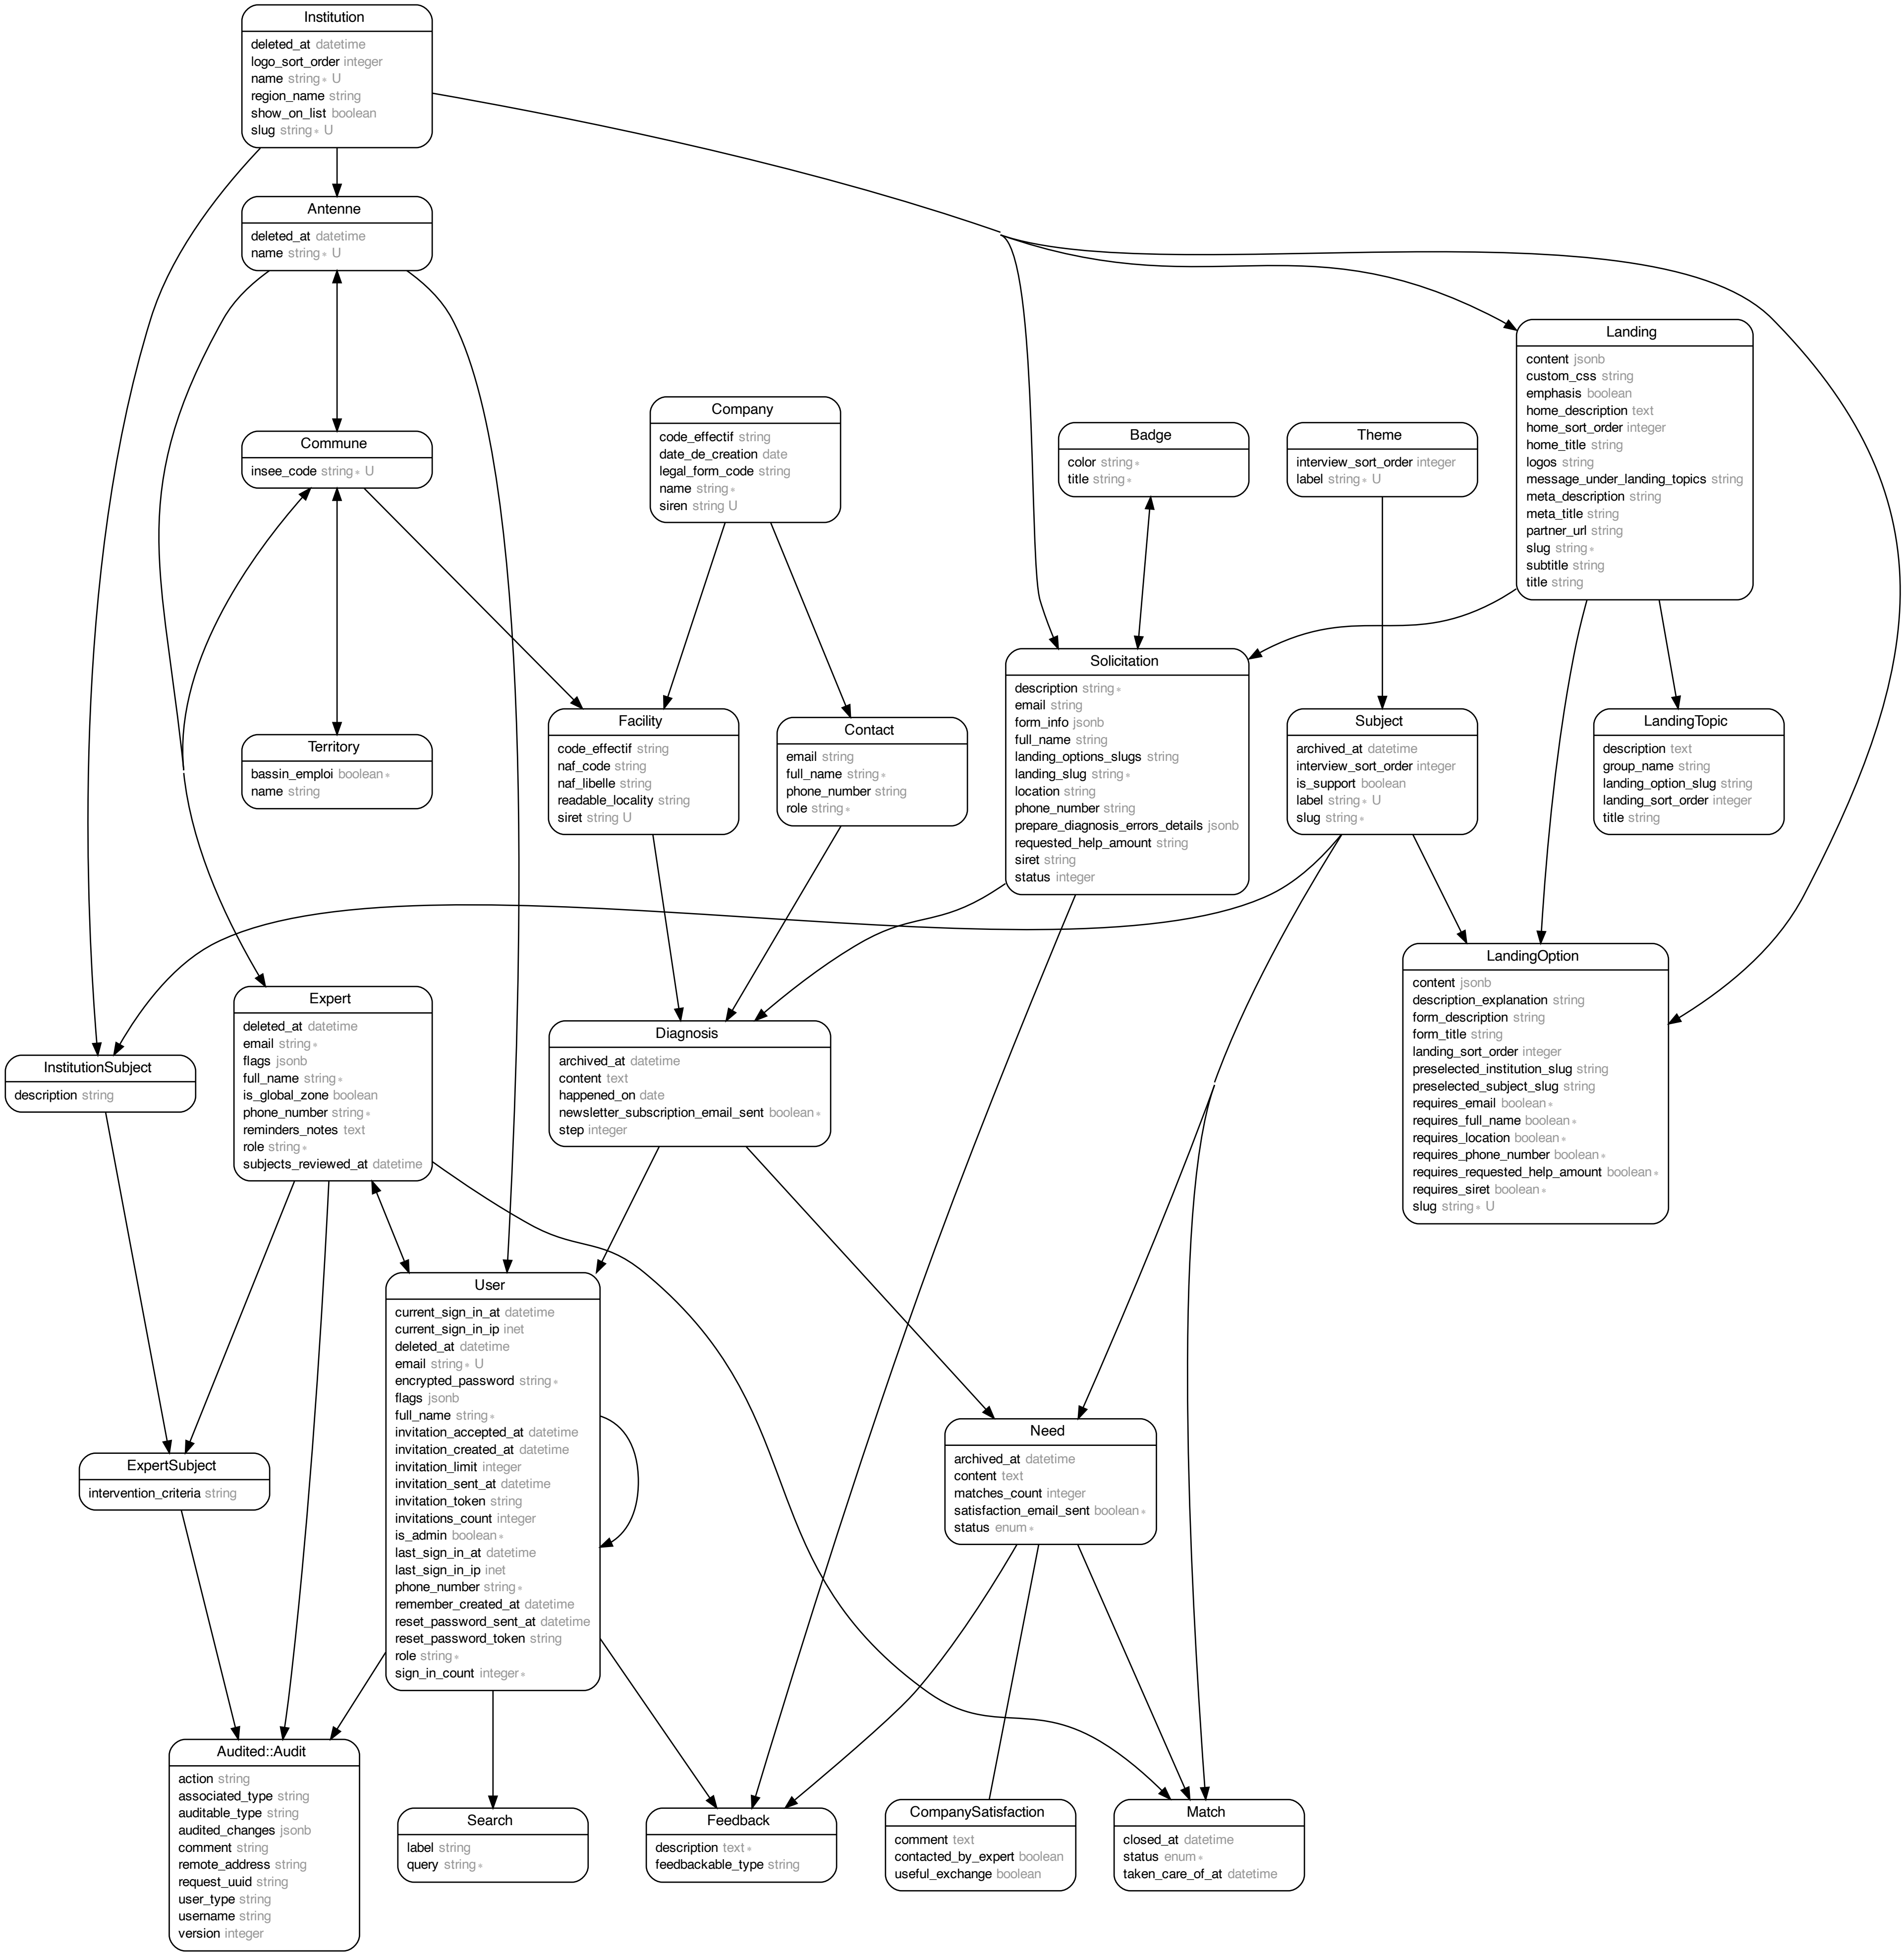 Institution
deleted_at datetime
logo_sort_order integer
name string∗ U
region_name string
show_on_list boolean
slug string∗ U
Antenne
deleted_at datetime
name string∗ U
Landing
content jsonb
custom_css string
emphasis boolean
home_description text
home_sort_order integer
home_title string
logos string
message_under_landing_topics string
meta_description string
meta_title string
partner_url string
slug string∗
subtitle string
title string
Company
code_effectif string
date_de_creation date
legal_form_code string
name string∗
siren string U
Badge
color string∗
title string∗
Theme
interview_sort_order integer
label string∗ U
Commune
insee_code string∗ U
Solicitation
description string∗
email string
form_info jsonb
full_name string
landing_options_slugs string
landing_slug string∗
location string
phone_number string
prepare_diagnosis_errors_details jsonb
requested_help_amount string
siret string
status integer
Facility
code_effectif string
naf_code string
naf_libelle string
readable_locality string
siret string U
Contact
email string
full_name string∗
phone_number string
role string∗
Subject
archived_at datetime
interview_sort_order integer
is_support boolean
label string∗ U
slug string∗
LandingTopic
description text
group_name string
landing_option_slug string
landing_sort_order integer
title string
Territory
bassin_emploi boolean∗
name string
LandingOption
content jsonb
description_explanation string
form_description string
form_title string
landing_sort_order integer
preselected_institution_slug string
preselected_subject_slug string
requires_email boolean∗
requires_full_name boolean∗
requires_location boolean∗
requires_phone_number boolean∗
requires_requested_help_amount boolean∗
requires_siret boolean∗
slug string∗ U
Expert
deleted_at datetime
email string∗
flags jsonb
full_name string∗
is_global_zone boolean
phone_number string∗
reminders_notes text
role string∗
subjects_reviewed_at datetime
Diagnosis
archived_at datetime
content text
happened_on date
newsletter_subscription_email_sent boolean∗
step integer
InstitutionSubject
description string
User
current_sign_in_at datetime
current_sign_in_ip inet
deleted_at datetime
email string∗ U
encrypted_password string∗
flags jsonb
full_name string∗
invitation_accepted_at datetime
invitation_created_at datetime
invitation_limit integer
invitation_sent_at datetime
invitation_token string
invitations_count integer
is_admin boolean∗
last_sign_in_at datetime
last_sign_in_ip inet
phone_number string∗
remember_created_at datetime
reset_password_sent_at datetime
reset_password_token string
role string∗
sign_in_count integer∗
Need
archived_at datetime
content text
matches_count integer
satisfaction_email_sent boolean∗
status enum∗
ExpertSubject
intervention_criteria string
Audited::Audit
action string
associated_type string
auditable_type string
audited_changes jsonb
comment string
remote_address string
request_uuid string
user_type string
username string
version integer
Search
label string
query string∗
Feedback
description text∗
feedbackable_type string
CompanySatisfaction
comment text
contacted_by_expert boolean
useful_exchange boolean
Match
closed_at datetime
status enum∗
taken_care_of_at datetime